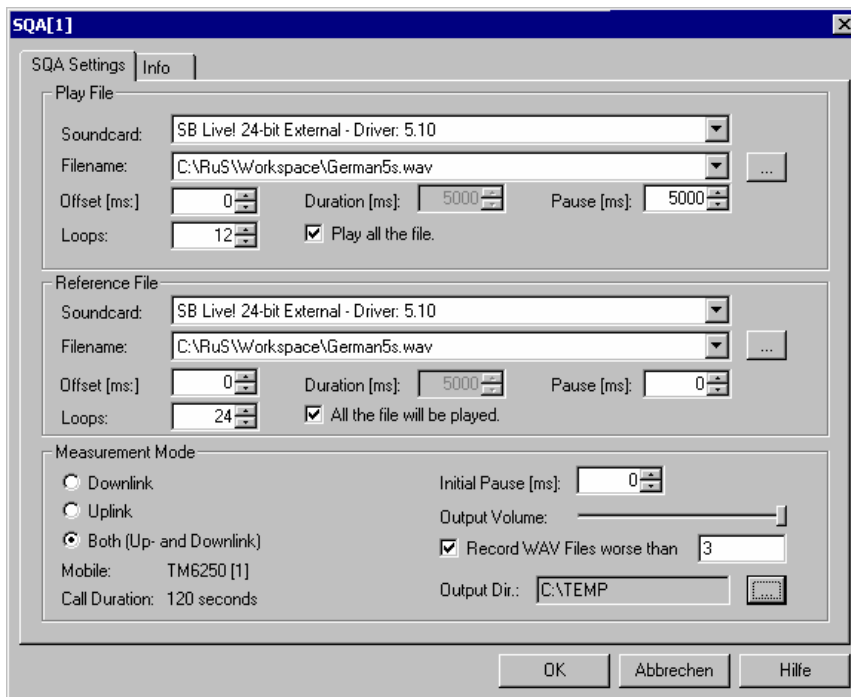 SQA[1]
SQA Settings Info
Play File
Soundcard: SB Live! 24-bit External - Driver: 5.10
Filename: C:\RuS\Workspace\German5s.wav ...
Offset [ms:] 0 Duration [ms]: 5000 Pause [ms]: 5000
Loops: 12 Play all the file.
Reference File
Soundcard: SB Live! 24-bit External - Driver: 5.10
Filename: C:\RuS\Workspace\German5s.wav ...
Offset [ms:] 0 Duration [ms]: 5000 Pause [ms]: 0
Loops: 24 All the file will be played.
Measurement Mode
Downlink Initial Pause [ms]: 0
Uplink Output Volume:
Both (Up- and Downlink) Record WAV Files worse than 3
Mobile: TM6250 [1]
Call Duration: 120 seconds Output Dir.: C:\TEMP ...
OK Abbrechen Hilfe